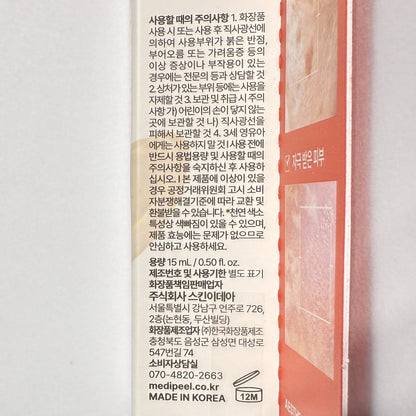 사용할 때의 주의사항 1. 화장품
사용 시 또는 사용 후 직사광선에
의하여 사용부위가 붉은 반점,
부어오름 또는 가려움증 등의
이상 증상이나 부작용이 있는
경우에는 전문의 등과 상담할 것
2. 상처가 있는 부위 등에는 사용을
자제할 것 3. 보관 및 취급 시 주의사
항 가) 어린이의 손이 닿지 않는
곳에 보관할 것 나) 직사광선을
피해서 보관할 것 4. 3세 영유아
에게는 사용하지 말 것 I 사용 전에
반드시 용법용량 및 사용할 때의
주의사항을 숙지하신 후 사용하
십시오. I 본 제품에 이상이 있을
경우 공정거래위원회 고시 소비
자분쟁해결기준에 따라 교환 및
환불받을 수 있습니다. *천연 색소
특성상 색빠짐이 있을 수 있으며,
제품 효능에는 문제가 없으므로
안심하고 사용하세요.
용량 15 mL / 0.50 fl. oz.
제조번호 및 사용기한 별도 표기
화장품책임판매업자
주식회사 스킨이데아
서울특별시 강남구 언주로 726,
2층(논현동, 두산빌딩)
화장품제조업자 ㈜한국화장품제조
충청북도 음성군 삼성면 대성로
547번길 74
소비자상담실
070-4820-2663
medipeel.co.kr
MADE IN KOREA
12M
자극 받은 피부